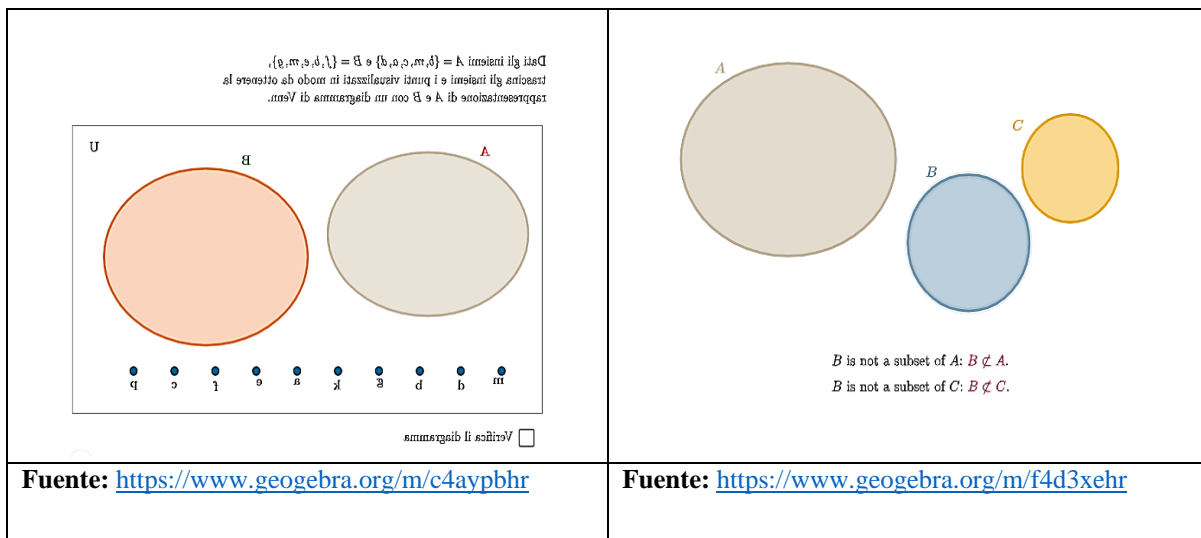 Dati gli insiemi A = {b, m, c, a, d} e B = {f, b, e, m, g},
trascina gli insiemi e i punti visualizzati in modo da ottenere la
rappresentazione di A e B con un diagramma di Venn.
U
B
A
m d b g k a e f c p
Verifica il diagramma
A
C
B
B is not a subset of A: B ⊄ A.
B is not a subset of C: B ⊄ C.
Fuente: https://www.geogebra.org/m/c4aypbhr
Fuente: https://www.geogebra.org/m/f4d3xehr